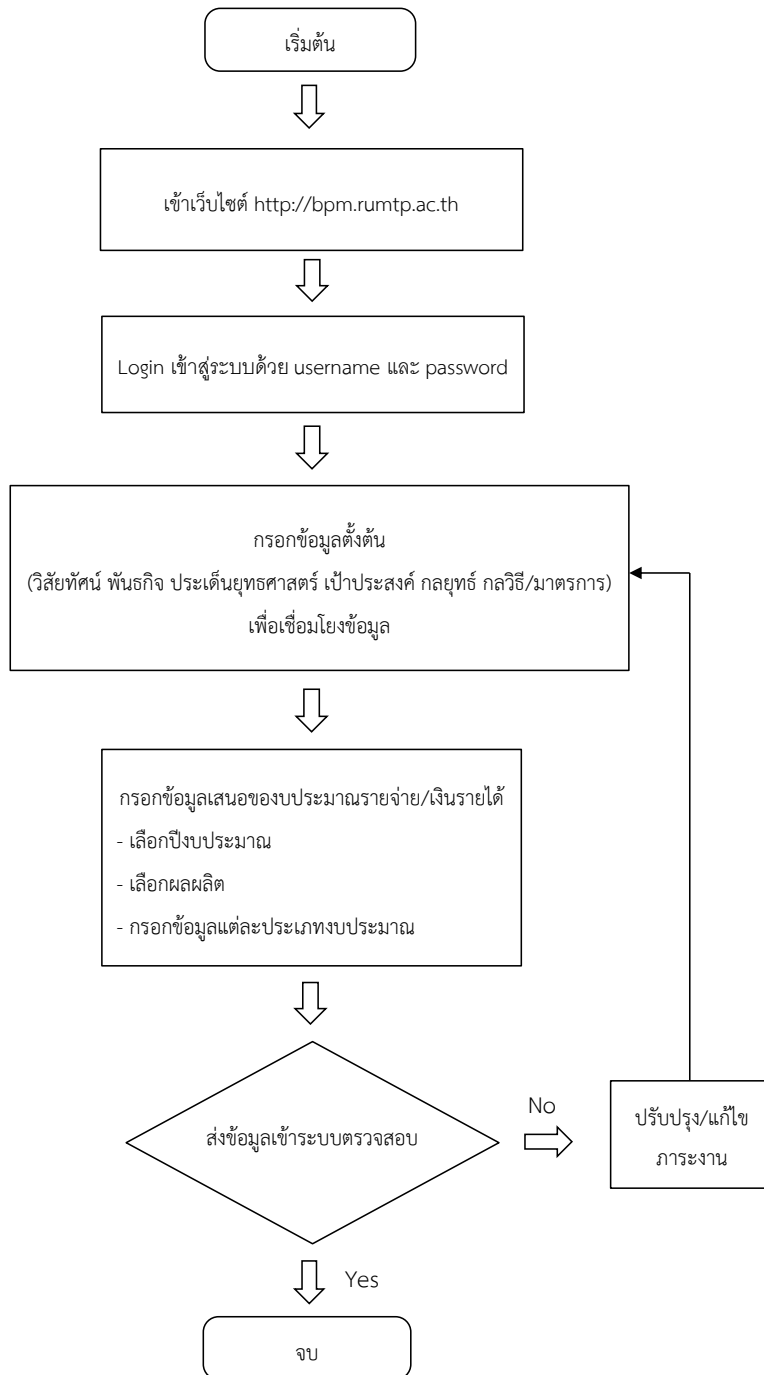 เริ่มต้น
เข้าเว็บไซต์ http://bpm.rumtp.ac.th
Login เข้าสู่ระบบด้วย username และ password
กรอกข้อมูลตั้งต้น
(วิสัยทัศน์ พันธกิจ ประเด็นยุทธศาสตร์ เป้าประสงค์ กลยุทธ์ กลวิธี/มาตรการ)
เพื่อเชื่อมโยงข้อมูล
กรอกข้อมูลเสนอของบประมาณรายจ่าย/เงินรายได้
- เลือกปีงบประมาณ
- เลือกผลผลิต
- กรอกข้อมูลแต่ละประเภทงบประมาณ
ส่งข้อมูลเข้าระบบตรวจสอบ
No
ปรับปรุง/แก้ไข
ภาระงาน
Yes
จบ